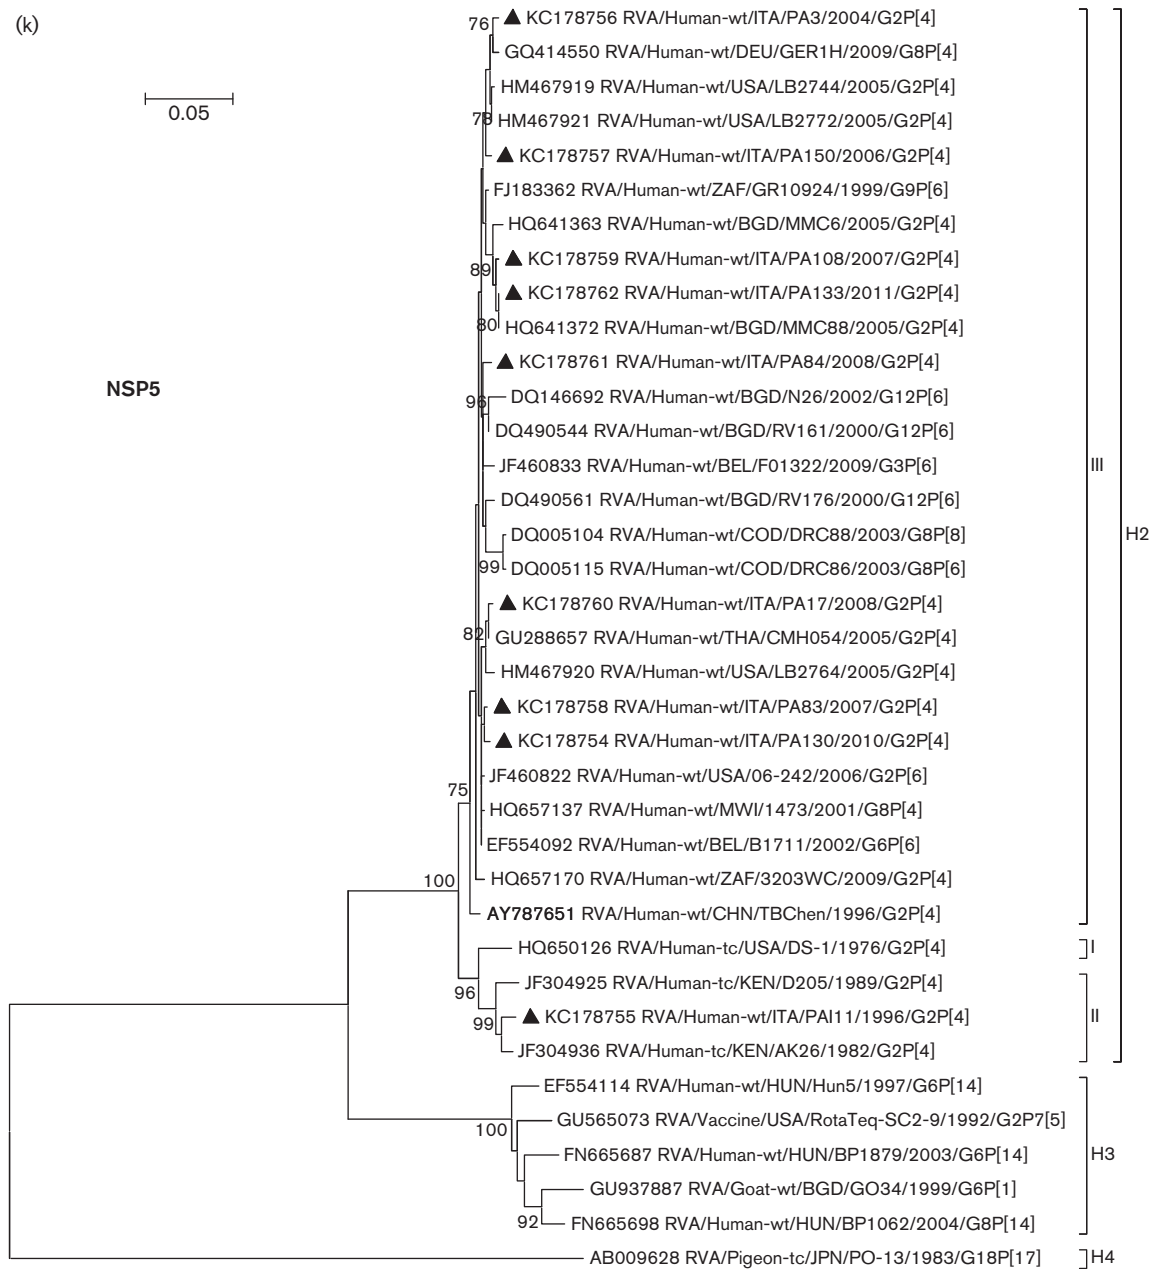 (k)
0.05
NSP5
76
▲ KC178756 RVA/Human-wt/ITA/PA3/2004/G2P[4]
GQ414550 RVA/Human-wt/DEU/GER1H/2009/G8P[4]
HM467919 RVA/Human-wt/USA/LB2744/2005/G2P[4]
78 HM467921 RVA/Human-wt/USA/LB2772/2005/G2P[4]
▲ KC178757 RVA/Human-wt/ITA/PA150/2006/G2P[4]
FJ183362 RVA/Human-wt/ZAF/GR10924/1999/G9P[6]
HQ641363 RVA/Human-wt/BGD/MMC6/2005/G2P[4]
▲ KC178759 RVA/Human-wt/ITA/PA108/2007/G2P[4]
89
▲ KC178762 RVA/Human-wt/ITA/PA133/2011/G2P[4]
80 HQ641372 RVA/Human-wt/BGD/MMC88/2005/G2P[4]
▲ KC178761 RVA/Human-wt/ITA/PA84/2008/G2P[4]
96 DQ146692 RVA/Human-wt/BGD/N26/2002/G12P[6]
DQ490544 RVA/Human-wt/BGD/RV161/2000/G12P[6]
JF460833 RVA/Human-wt/BEL/F01322/2009/G3P[6]
III
DQ490561 RVA/Human-wt/BGD/RV176/2000/G12P[6]
DQ005104 RVA/Human-wt/COD/DRC88/2003/G8P[8]
H2
99 DQ005115 RVA/Human-wt/COD/DRC86/2003/G8P[6]
▲ KC178760 RVA/Human-wt/ITA/PA17/2008/G2P[4]
82 GU288657 RVA/Human-wt/THA/CMH054/2005/G2P[4]
HM467920 RVA/Human-wt/USA/LB2764/2005/G2P[4]
▲ KC178758 RVA/Human-wt/ITA/PA83/2007/G2P[4]
▲ KC178754 RVA/Human-wt/ITA/PA130/2010/G2P[4]
JF460822 RVA/Human-wt/USA/06-242/2006/G2P[6]
75
HQ657137 RVA/Human-wt/MWI/1473/2001/G8P[4]
EF554092 RVA/Human-wt/BEL/B1711/2002/G6P[6]
100 HQ657170 RVA/Human-wt/ZAF/3203WC/2009/G2P[4]
AY787651 RVA/Human-wt/CHN/TBChen/1996/G2P[4]
HQ650126 RVA/Human-tc/USA/DS-1/1976/G2P[4] I
96 JF304925 RVA/Human-tc/KEN/D205/1989/G2P[4]
99 ▲ KC178755 RVA/Human-wt/ITA/PAI11/1996/G2P[4] II
JF304936 RVA/Human-tc/KEN/AK26/1982/G2P[4]
EF554114 RVA/Human-wt/HUN/Hun5/1997/G6P[14]
100 GU565073 RVA/Vaccine/USA/RotaTeq-SC2-9/1992/G2P7[5]
FN665687 RVA/Human-wt/HUN/BP1879/2003/G6P[14] H3
GU937887 RVA/Goat-wt/BGD/GO34/1999/G6P[1]
92 FN665698 RVA/Human-wt/HUN/BP1062/2004/G8P[14]
AB009628 RVA/Pigeon-tc/JPN/PO-13/1983/G18P[17] H4